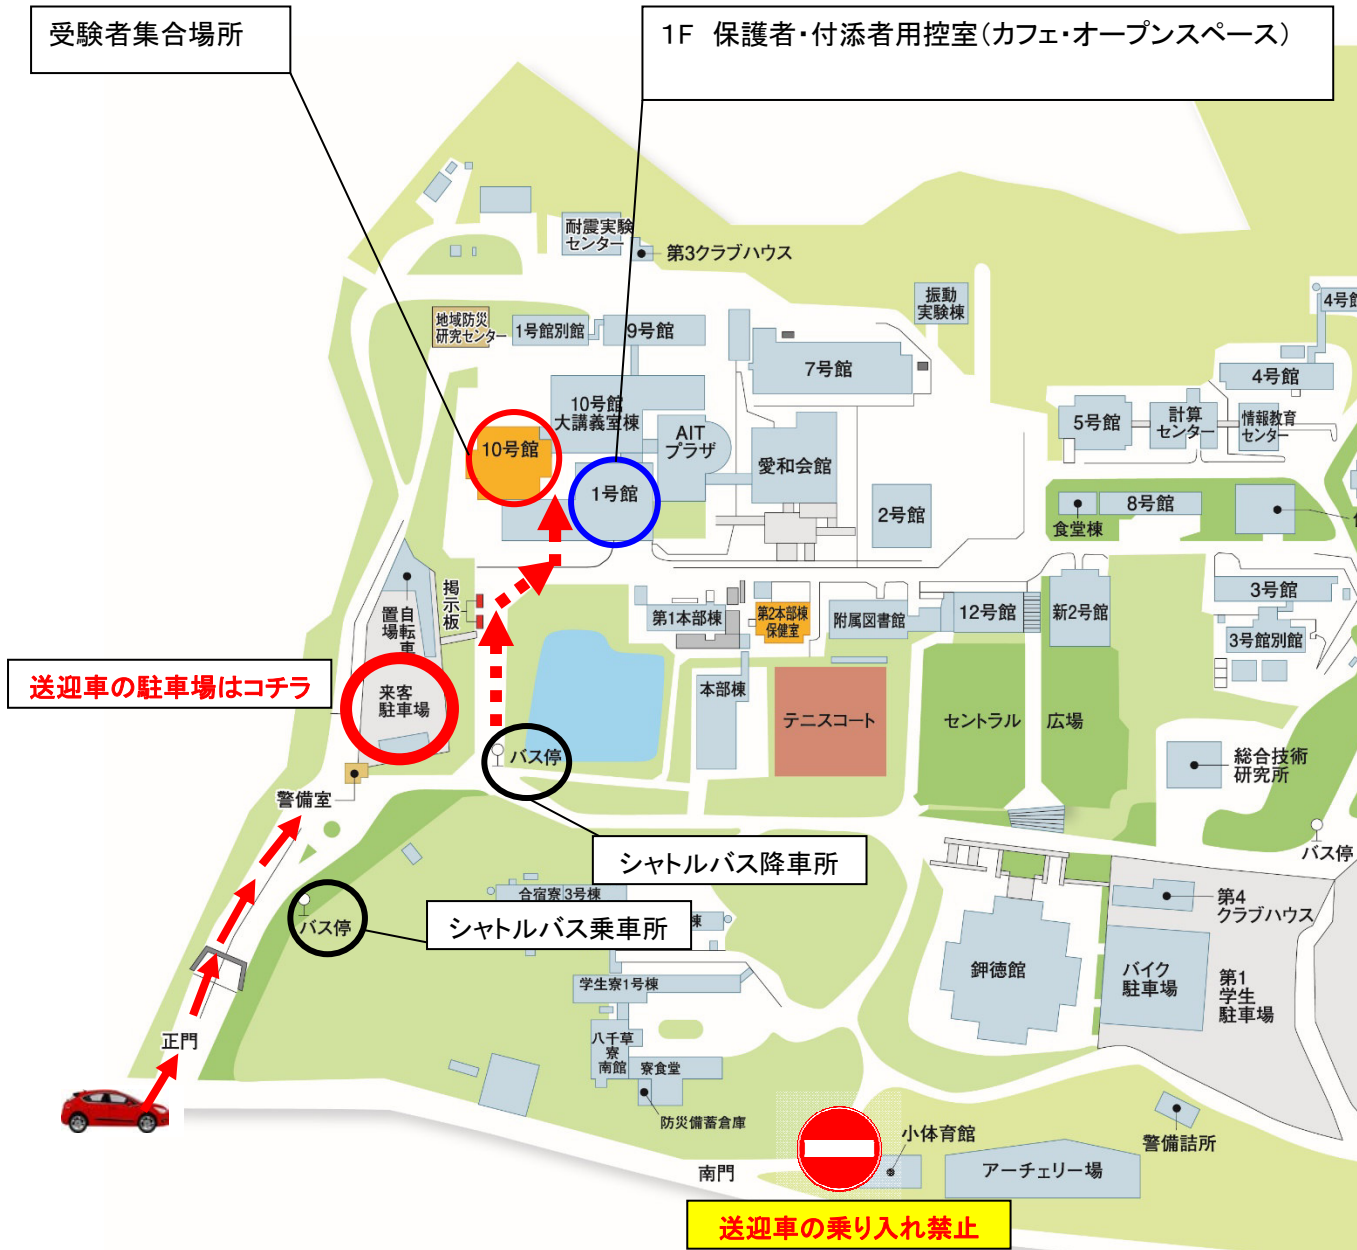 受験者集合場所
1F 保護者・付添者用控室(カフェ・オープンスペース)
耐震実験
センター
第3クラブハウス
振動
実験棟
地域防災
研究センター
1号館別館
9号館
7号館
4号館
10号館
大講義室棟
AIT
プラザ
愛和会館
5号館
計算
センター
情報教育
センター
10号館
1号館
2号館
食堂棟
8号館
自転車
置場
掲示板
第1本部棟
第2本部棟
保健室
附属図書館
12号館
新2号館
3号館
3号館別館
送迎車の駐車場はコチラ
来客
駐車場
本部棟
テニスコート
セントラル 広場
バス停
総合技術
研究所
警備室
シャトルバス降車所
バス停
合宿寮3号棟
第4
クラブハウス
バス停
シャトルバス乗車所
棟
鉀徳館
バイク
駐車場
第1
学生
駐車場
学生寮1号棟
正門
八千草
寮
南館
寮食堂
防災備蓄倉庫
小体育館
警備詰所
南門
アーチェリー場
送迎車の乗り入れ禁止